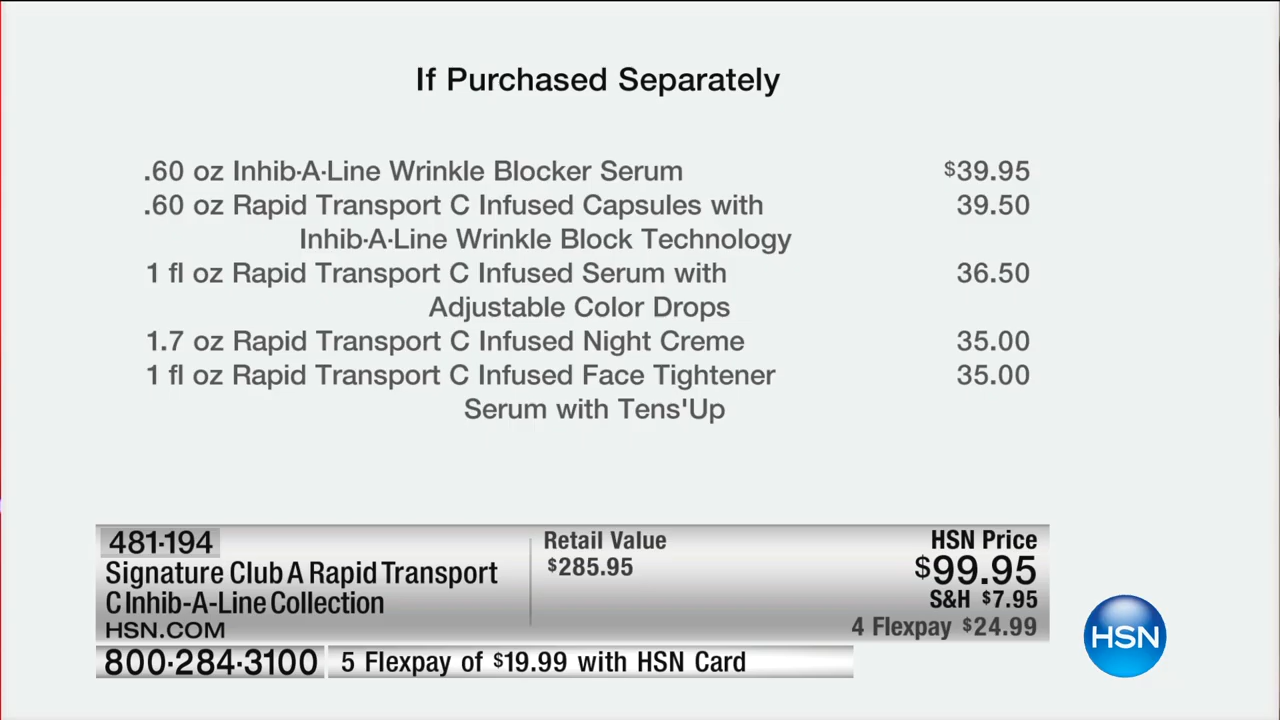 If Purchased Separately
.60 oz Inhib·A·Line Wrinkle Blocker Serum $39.95
.60 oz Rapid Transport C Infused Capsules with 39.50
Inhib·A·Line Wrinkle Block Technology
1 fl oz Rapid Transport C Infused Serum with 36.50
Adjustable Color Drops
1.7 oz Rapid Transport C Infused Night Creme 35.00
1 fl oz Rapid Transport C Infused Face Tightener 35.00
Serum with Tens'Up
481·194
Signature Club A Rapid Transport
C Inhib-A-Line Collection
HSN.COM
Retail Value
$285.95
HSN Price
$99.95
S&H $7.95
4 Flexpay $24.99
800·284·3100
5 Flexpay of $19.99 with HSN Card
HSN